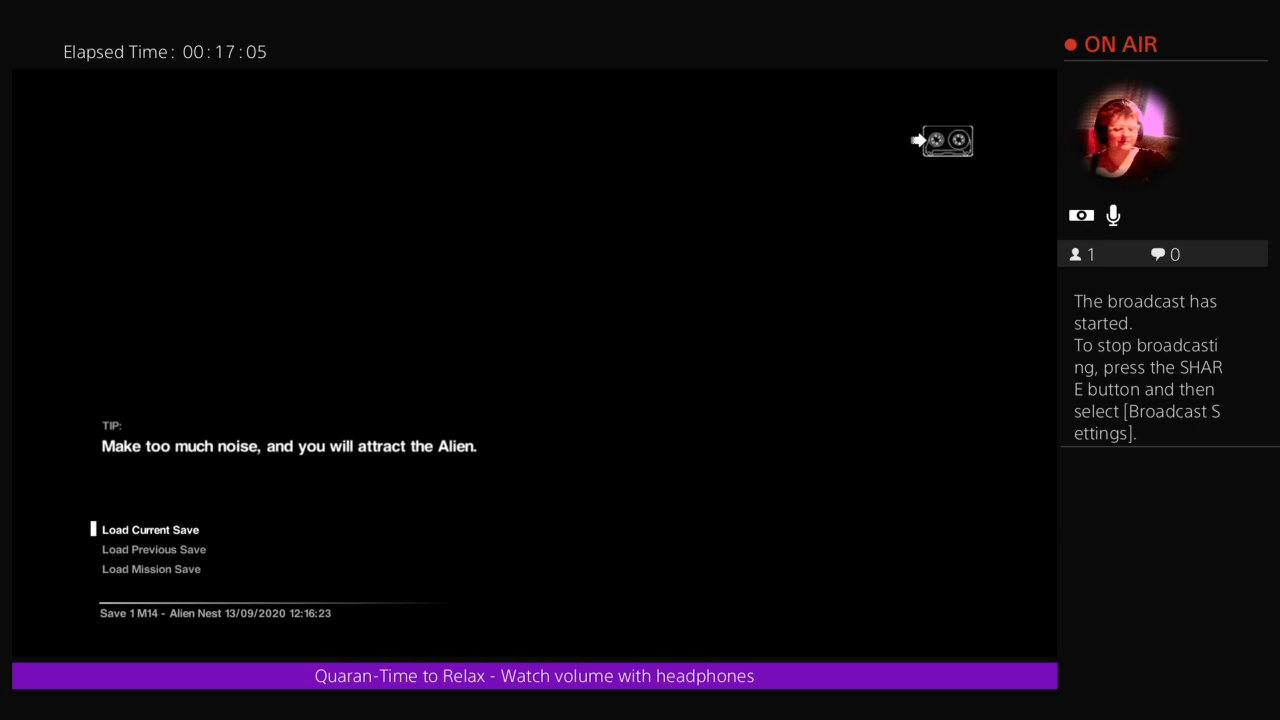 Elapsed Time: 00:17:05
ON AIR
1
0
The broadcast has
started.
To stop broadcasti
ng, press the SHAR
E button and then
select [Broadcast S
ettings].
TIP:
Make too much noise, and you will attract the Alien.
Load Current Save
Load Previous Save
Load Mission Save
Save 1 M14 - Alien Nest 13/09/2020 12:16:23
Quaran-Time to Relax - Watch volume with headphones